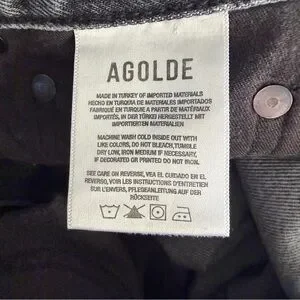 AGOLDE
MADE IN TURKEY OF IMPORTED MATERIALS
HECHO EN TURQUIA DE MATERIALES IMPORTADOS
FABRIQUÉ EN TURQUIE A PARTIR DE MATÉRIAUX
IMPORTÉS, IN DER TÜRKEI HERGESTELLT MIT
IMPORTIERTEN MATERIALIEN
MACHINE WASH COLD INSIDE OUT WITH
LIKE COLORS, DO NOT BLEACH, TUMBLE
DRY LOW, IRON MEDIUM IF NECESSARY,
IF DECORATED OR PRINTED DO NOT IRON.
SEE CARE ON REVERSE, VEA EL CUIDADO EN EL
REVERSO, VOIR LES INSTRUCTIONS D'ENTRETIEN
SUR L'ENVERS, PFLEGEANLEITUNG AUF DER
RÜCKSEITE